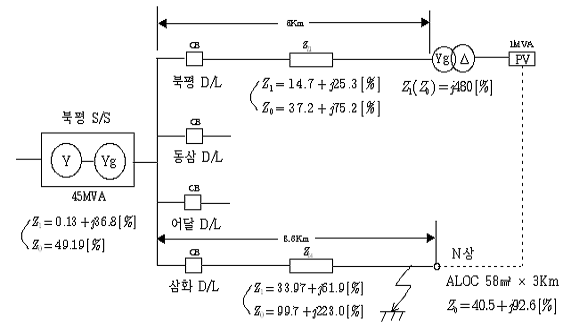 6Km
CB
1MVA
Yg
Δ
PV
북평 D/L
Z₁ = 14.7 + j25.3 [%]
Z₀ = 37.2 + j75.2 [%]
Z₁(Z₀) = j480 [%]
북평 S/S
CB
Y
Yg
동삼 D/L
45MVA
CB
Z₁ = 0.13 + j36.8 [%]
Z₀ = 49.19 [%]
어달 D/L
CB
N상
삼화 D/L
Z₁ = 33.97 + j61.9 [%]
Z₀ = 99.7 + j223.0 [%]
ALOC 58㎟ × 3Km
Z₀ = 40.5 + j92.6 [%]